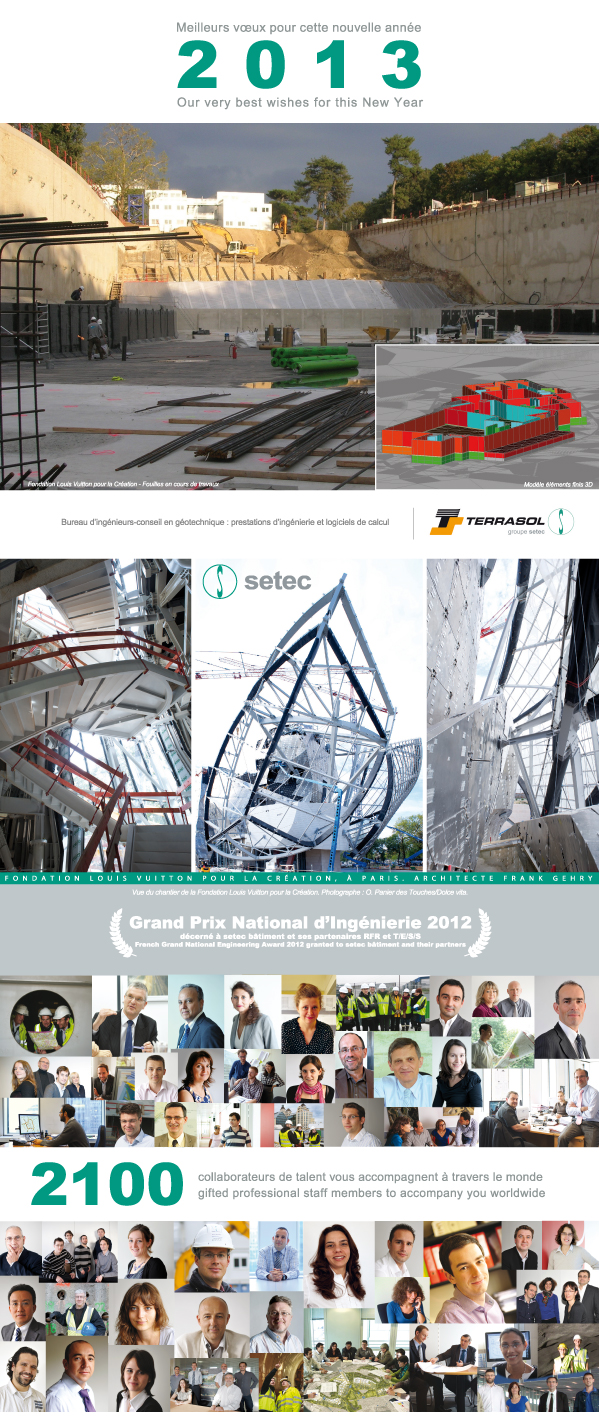 Meilleurs vœux pour cette nouvelle année
2013
Our very best wishes for this New Year
Fondation Louis Vuitton pour la Création - Fouilles en cours de travaux
Modèle éléments finis 3D
Bureau d'ingénieurs-conseil en géotechnique : prestations d'ingénierie et logiciels de calcul
TERRASOL
groupe setec
setec
FONDATION LOUIS VUITTON POUR LA CRÉATION, À PARIS. ARCHITECTE FRANK GEHRY
Vue du chantier de la Fondation Louis Vuitton pour la Création. Photographe : O. Panier des Touches/Dolce vita.
Grand Prix National d'Ingénierie 2012
décerné à setec bâtiment et ses partenaires RFR et T/E/S/S
French Grand National Engineering Award 2012 granted to setec bâtiment and their partners
2100
collaborateurs de talent vous accompagnent à travers le monde
gifted professional staff members to accompany you worldwide